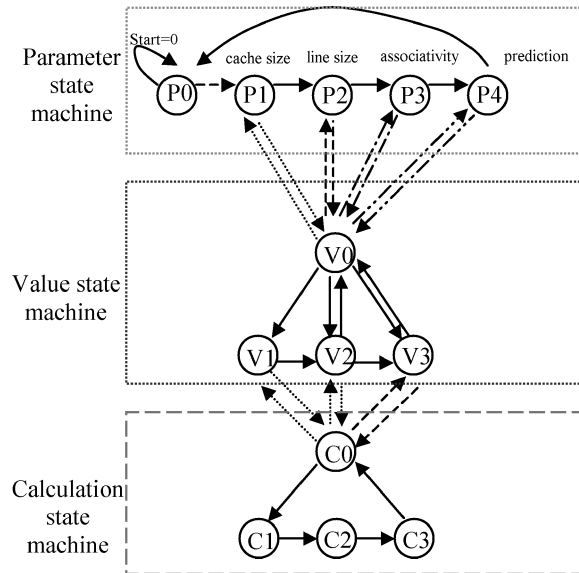 Start=0
cache size
line size
associativity
prediction
Parameter
state
machine
P0
P1
P2
P3
P4
V0
Value state
machine
V1
V2
V3
C0
Calculation
state
machine
C1
C2
C3